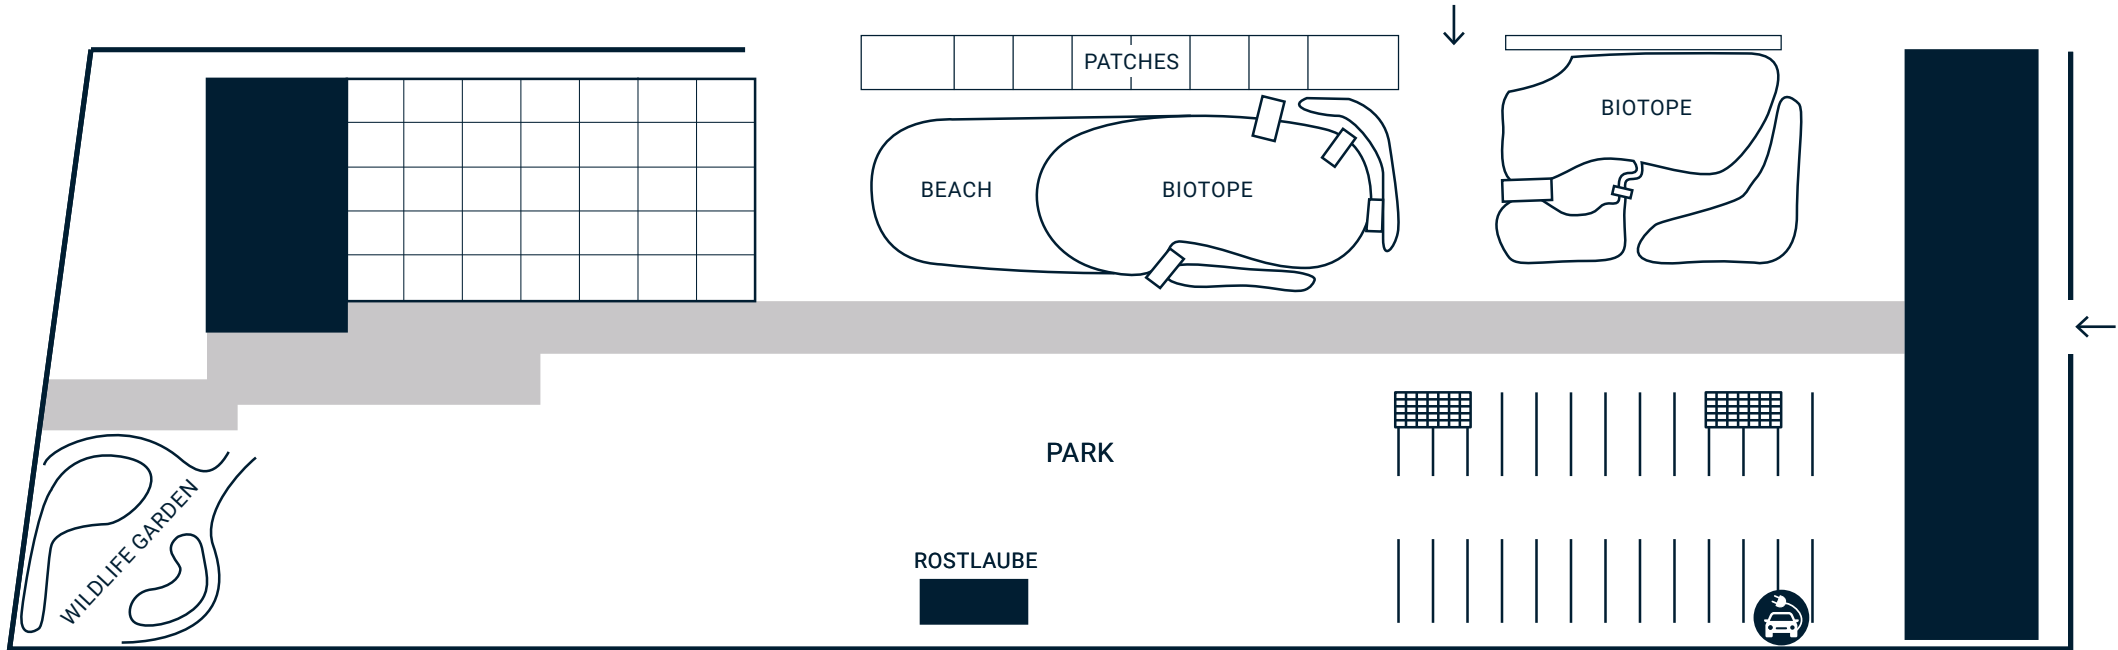 PATCHES
BIOTOPE
BEACH
BIOTOPE
PARK
WILDLIFE GARDEN
ROSTLAUBE